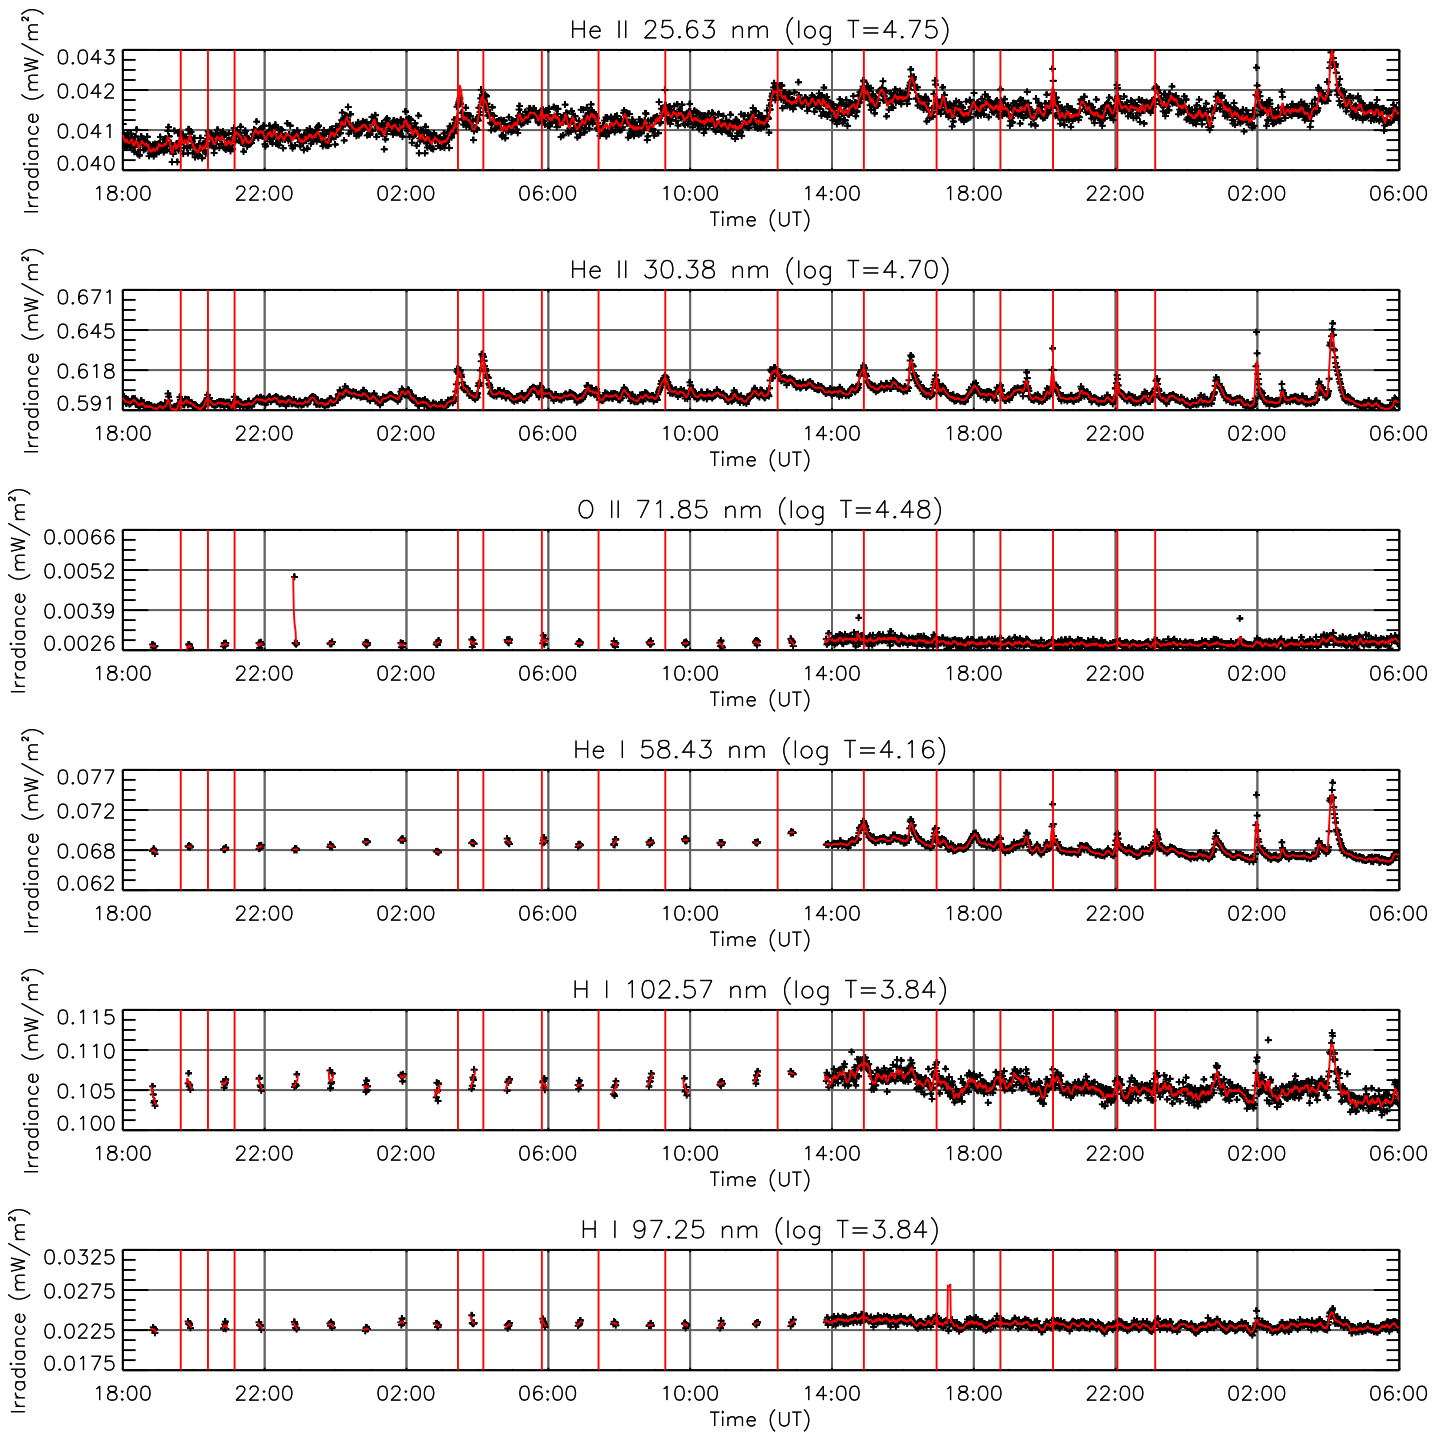 He II 25.63 nm (log T=4.75)
Irradiance (mW/m²)
0.043
0.042
0.041
0.040
18:00 22:00 02:00 06:00 10:00 14:00 18:00 22:00 02:00 06:00
Time (UT)
He II 30.38 nm (log T=4.70)
Irradiance (mW/m²)
0.671
0.645
0.618
0.591
18:00 22:00 02:00 06:00 10:00 14:00 18:00 22:00 02:00 06:00
Time (UT)
O II 71.85 nm (log T=4.48)
Irradiance (mW/m²)
0.0066
0.0052
0.0039
0.0026
18:00 22:00 02:00 06:00 10:00 14:00 18:00 22:00 02:00 06:00
Time (UT)
He I 58.43 nm (log T=4.16)
Irradiance (mW/m²)
0.077
0.072
0.068
0.062
18:00 22:00 02:00 06:00 10:00 14:00 18:00 22:00 02:00 06:00
Time (UT)
H I 102.57 nm (log T=3.84)
Irradiance (mW/m²)
0.115
0.110
0.105
0.100
18:00 22:00 02:00 06:00 10:00 14:00 18:00 22:00 02:00 06:00
Time (UT)
H I 97.25 nm (log T=3.84)
Irradiance (mW/m²)
0.0325
0.0275
0.0225
0.0175
18:00 22:00 02:00 06:00 10:00 14:00 18:00 22:00 02:00 06:00
Time (UT)